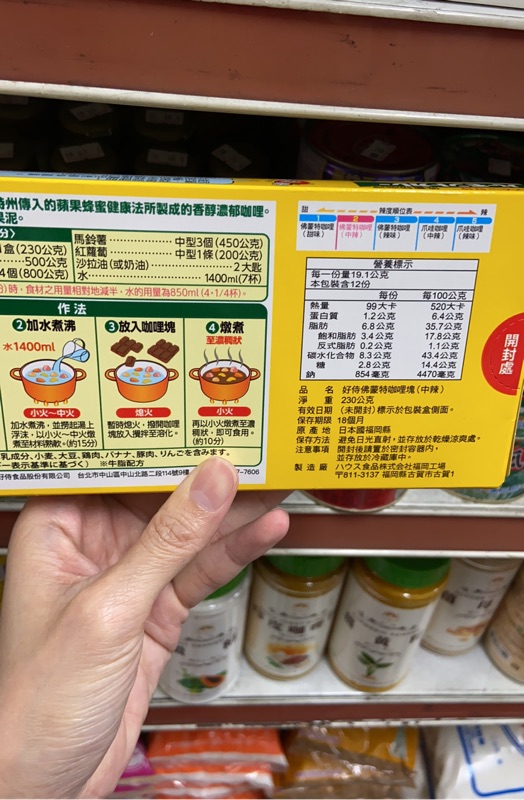 時州傳入的蘋果蜂蜜健康法所製成的香醇濃郁咖哩。
果泥。
分〉
盒(230公克)
500公克
4個(800公克)
馬鈴薯 中型3個(450公克)
紅蘿蔔 中型1條(200公克)
沙拉油(或奶油) 2大匙
水 1400ml(7杯)
分)時，食材之用量相對地減半，水的用量為850ml(4·1/4杯)。
作法
❷加水煮沸
水1400ml
小火～中火
加水煮沸，並撈起湯上
浮沫，以小火～中火燉
煮至材料熟軟。(約15分)
❸放入咖哩塊
熄火
暫時熄火，撥開咖哩
塊放入攪拌至溶化。
❹燉煮
至濃稠狀
小火
再以小火燉煮至濃
稠狀，即可食用。
(約10分)
乳成分、小麦、大豆、鶏肉、バナナ、豚肉、りんごを含みます。
ー表示基準に基づく) ※牛脂配方
好侍食品股份有限公司 台北市中山區中山北路二段114號9樓
7-7606
甜 辣度順位表 辣
1 2 3 4 5
佛蒙特咖哩
(甜味)
佛蒙特咖哩
(中辣)
佛蒙特咖哩
(辣味)
爪哇咖哩
(中辣)
爪哇咖哩
(辣味)
營養標示
每一份量19.1公克
本包裝含12份
每份 每100公克
熱量 99大卡 520大卡
蛋白質 1.2公克 6.4公克
脂肪 6.8公克 35.7公克
飽和脂肪 3.4公克 17.8公克
反式脂肪 0.2公克 1.1公克
碳水化合物 8.3公克 43.4公克
糖 2.8公克 14.4公克
鈉 854毫克 4470毫克
開封處
品 名 好侍佛蒙特咖哩塊(中辣)
淨 重 230公克
有效日期 (未開封)標示於包裝盒側面。
保存期限 18個月
原 產 地 日本國福岡縣
保存方法 避免日光直射，並存放於乾燥涼爽處。
注意事項 開封後請置於密封容器内，
並存放於冷藏庫中。
製 造 廠 ハウス食品株式会社福岡工場
〒811-3137 福岡県古賀市古賀1